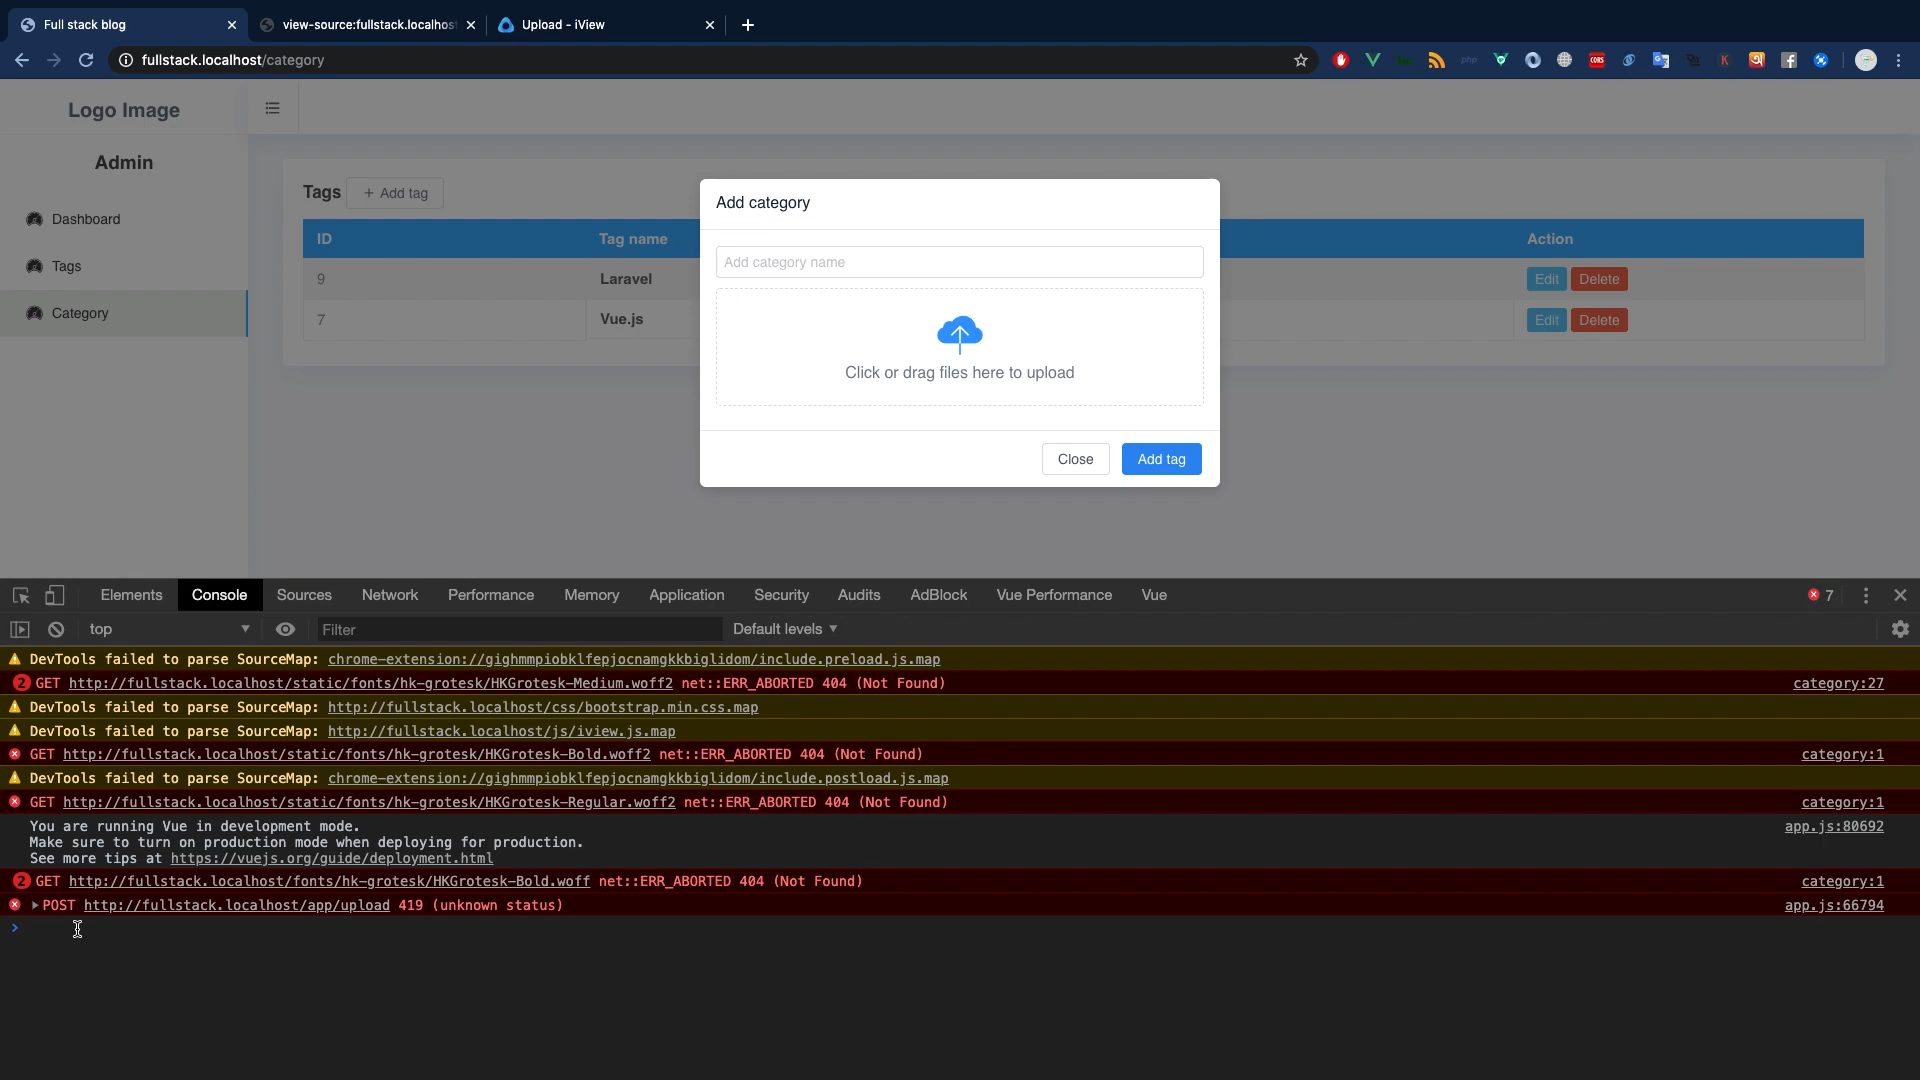 Full stack blog
view-source:fullstack.localhos
Upload - iView
fullstack.localhost/category
php
CORS
K
Logo Image
Admin
Dashboard
Tags
Category
Tags
+ Add tag
ID
Tag name
Action
9
Laravel
Edit
Delete
7
Vue.js
Edit
Delete
Add category
Add category name
Click or drag files here to upload
Close
Add tag
Elements
Console
Sources
Network
Performance
Memory
Application
Security
Audits
AdBlock
Vue Performance
Vue
7
top
Filter
Default levels
DevTools failed to parse SourceMap: chrome-extension://gighmmpiobklfepjocnamgkkbiglidom/include.preload.js.map
2 GET http://fullstack.localhost/static/fonts/hk-grotesk/HKGrotesk-Medium.woff2 net::ERR_ABORTED 404 (Not Found) category:27
DevTools failed to parse SourceMap: http://fullstack.localhost/css/bootstrap.min.css.map
DevTools failed to parse SourceMap: http://fullstack.localhost/js/iview.js.map
GET http://fullstack.localhost/static/fonts/hk-grotesk/HKGrotesk-Bold.woff2 net::ERR_ABORTED 404 (Not Found) category:1
DevTools failed to parse SourceMap: chrome-extension://gighmmpiobklfepjocnamgkkbiglidom/include.postload.js.map
GET http://fullstack.localhost/static/fonts/hk-grotesk/HKGrotesk-Regular.woff2 net::ERR_ABORTED 404 (Not Found) category:1
You are running Vue in development mode. app.js:80692
Make sure to turn on production mode when deploying for production.
See more tips at https://vuejs.org/guide/deployment.html
2 GET http://fullstack.localhost/fonts/hk-grotesk/HKGrotesk-Bold.woff net::ERR_ABORTED 404 (Not Found) category:1
POST http://fullstack.localhost/app/upload 419 (unknown status) app.js:66794